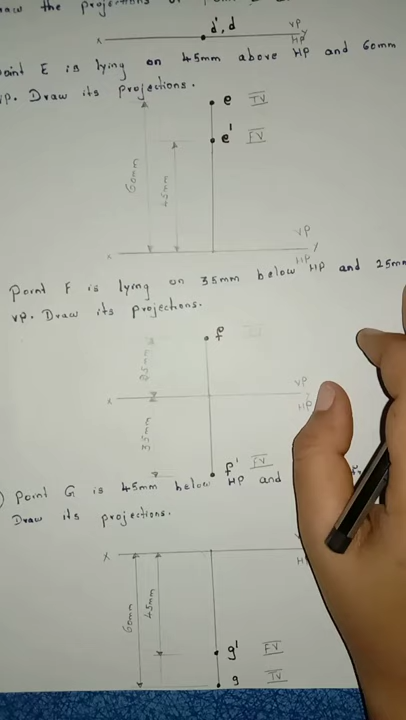 the projections
d', d
VP
X
HP
E is lying on 45mm above HP and 60mm
VP. Draw its projections.
e TV
e' FV
60mm
45mm
VP
X
Y
HP
Point F is lying on 35mm below HP and 25mm
VP. Draw its projections.
f TV
25mm
VP
X
HP
35mm
f' FV
Point G is 45mm below HP and
Draw its projections.
X
60mm
45mm
g' FV
g TV